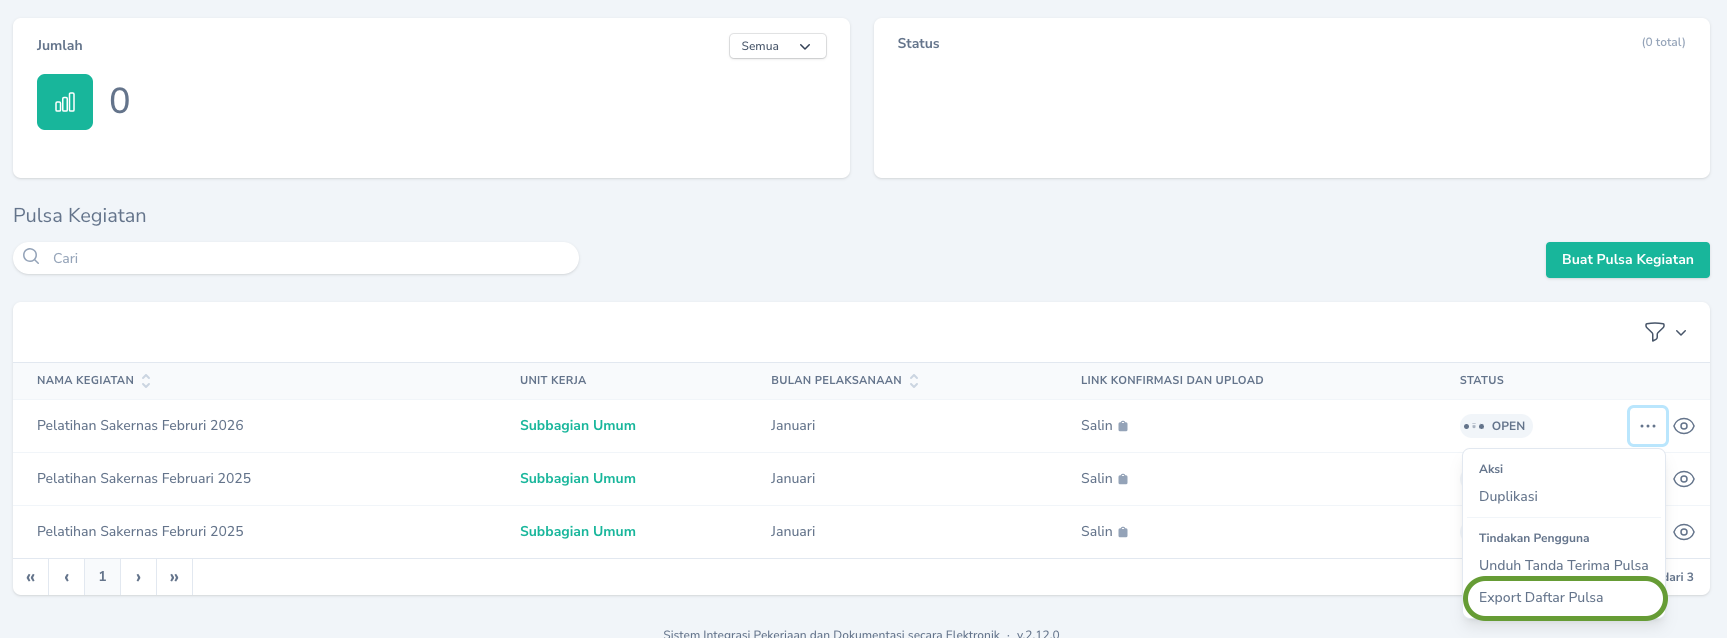 Jumlah
Semua
0
Status
(0 total)
Pulsa Kegiatan
Cari
Buat Pulsa Kegiatan
NAMA KEGIATAN UNIT KERJA BULAN PELAKSANAAN LINK KONFIRMASI DAN UPLOAD STATUS
Pelatihan Sakernas Februri 2026 Subbagian Umum Januari Salin OPEN
Pelatihan Sakernas Februari 2025 Subbagian Umum Januari Salin
Pelatihan Sakernas Februri 2025 Subbagian Umum Januari Salin
Aksi
Duplikasi
Tindakan Pengguna
Unduh Tanda Terima Pulsa
Export Daftar Pulsa
« ‹ 1 › » dari 3
Sistem Integrasi Pekerjaan dan Dokumentasi secara Elektronik · v.2.12.0